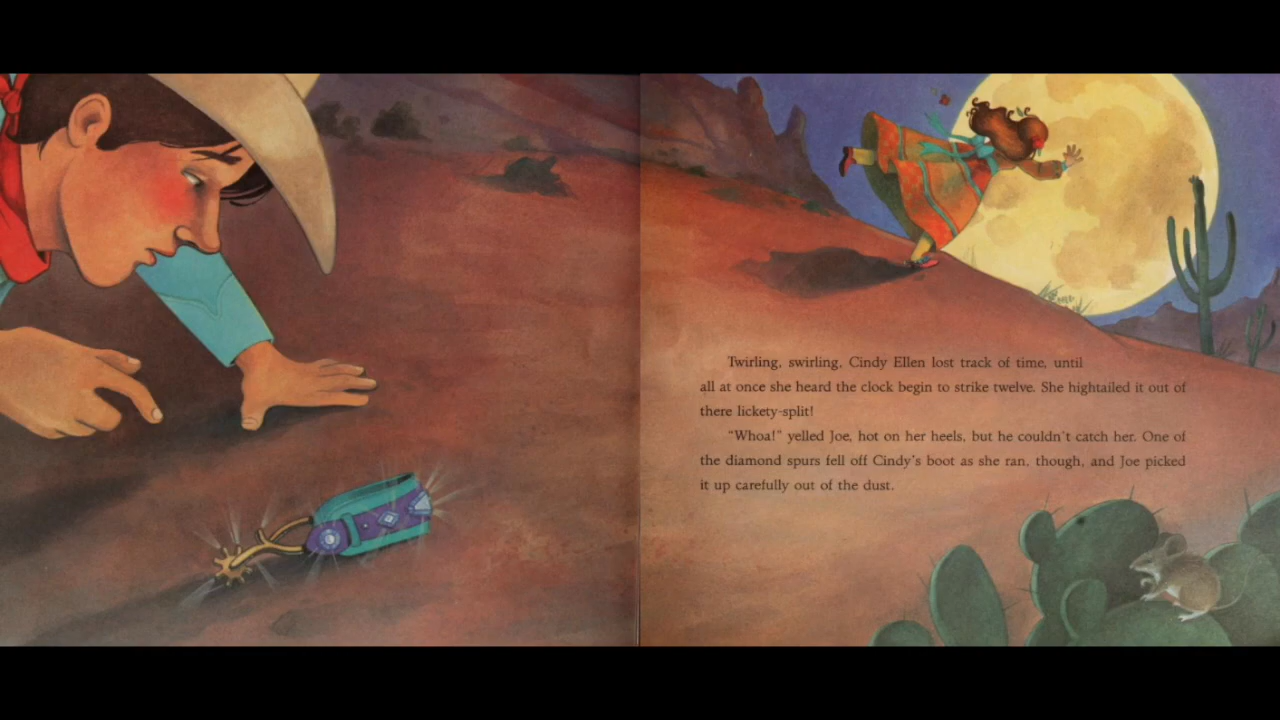 Twirling, swirling, Cindy Ellen lost track of time, until
all at once she heard the clock begin to strike twelve. She hightailed it out of
there lickety-split!
“Whoa!” yelled Joe, hot on her heels, but he couldn’t catch her. One of
the diamond spurs fell off Cindy’s boot as she ran, though, and Joe picked
it up carefully out of the dust.